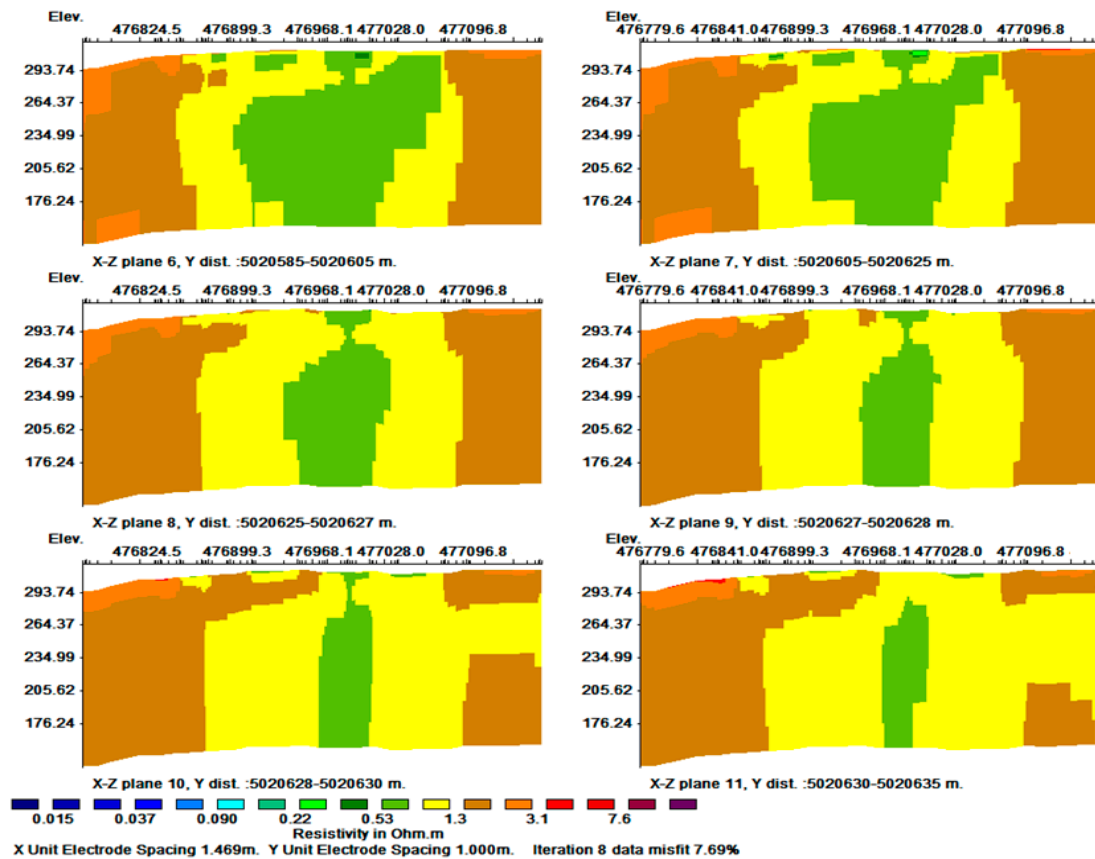 Elev.
476824.5 476899.3 476968.1 477028.0 477096.8
293.74
264.37
234.99
205.62
176.24
X-Z plane 6, Y dist. :5020585-5020605 m.
Elev.
476779.6 476841.0 476899.3 476968.1 477028.0 477096.8
293.74
264.37
234.99
205.62
176.24
X-Z plane 7, Y dist. :5020605-5020625 m.
Elev.
476824.5 476899.3 476968.1 477028.0 477096.8
293.74
264.37
234.99
205.62
176.24
X-Z plane 8, Y dist. :5020625-5020627 m.
Elev.
476779.6 476841.0 476899.3 476968.1 477028.0 477096.8
293.74
264.37
234.99
205.62
176.24
X-Z plane 9, Y dist. :5020627-5020628 m.
Elev.
476824.5 476899.3 476968.1 477028.0 477096.8
293.74
264.37
234.99
205.62
176.24
X-Z plane 10, Y dist. :5020628-5020630 m.
Elev.
476779.6 476841.0 476899.3 476968.1 477028.0 477096.8
293.74
264.37
234.99
205.62
176.24
X-Z plane 11, Y dist. :5020630-5020635 m.
0.015 0.037 0.090 0.22 0.53 1.3 3.1 7.6
Resistivity in Ohm.m
X Unit Electrode Spacing 1.469m. Y Unit Electrode Spacing 1.000m. Iteration 8 data misfit 7.69%